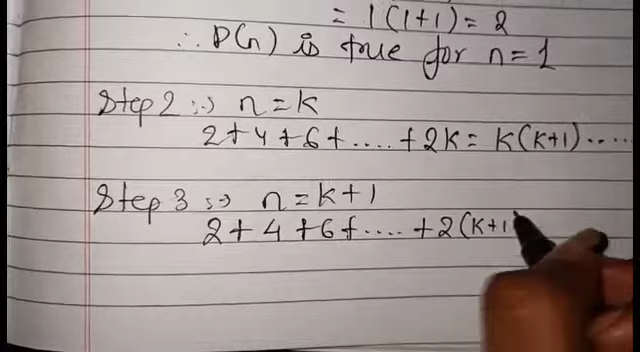 = 1(1+1) = 2
∴ P(n) is true for n = 1
Step 2 :→ n = k
2 + 4 + 6 + .... + 2k = k(k+1) ....
Step 3 :→ n = k + 1
2 + 4 + 6 + .... + 2(k+1